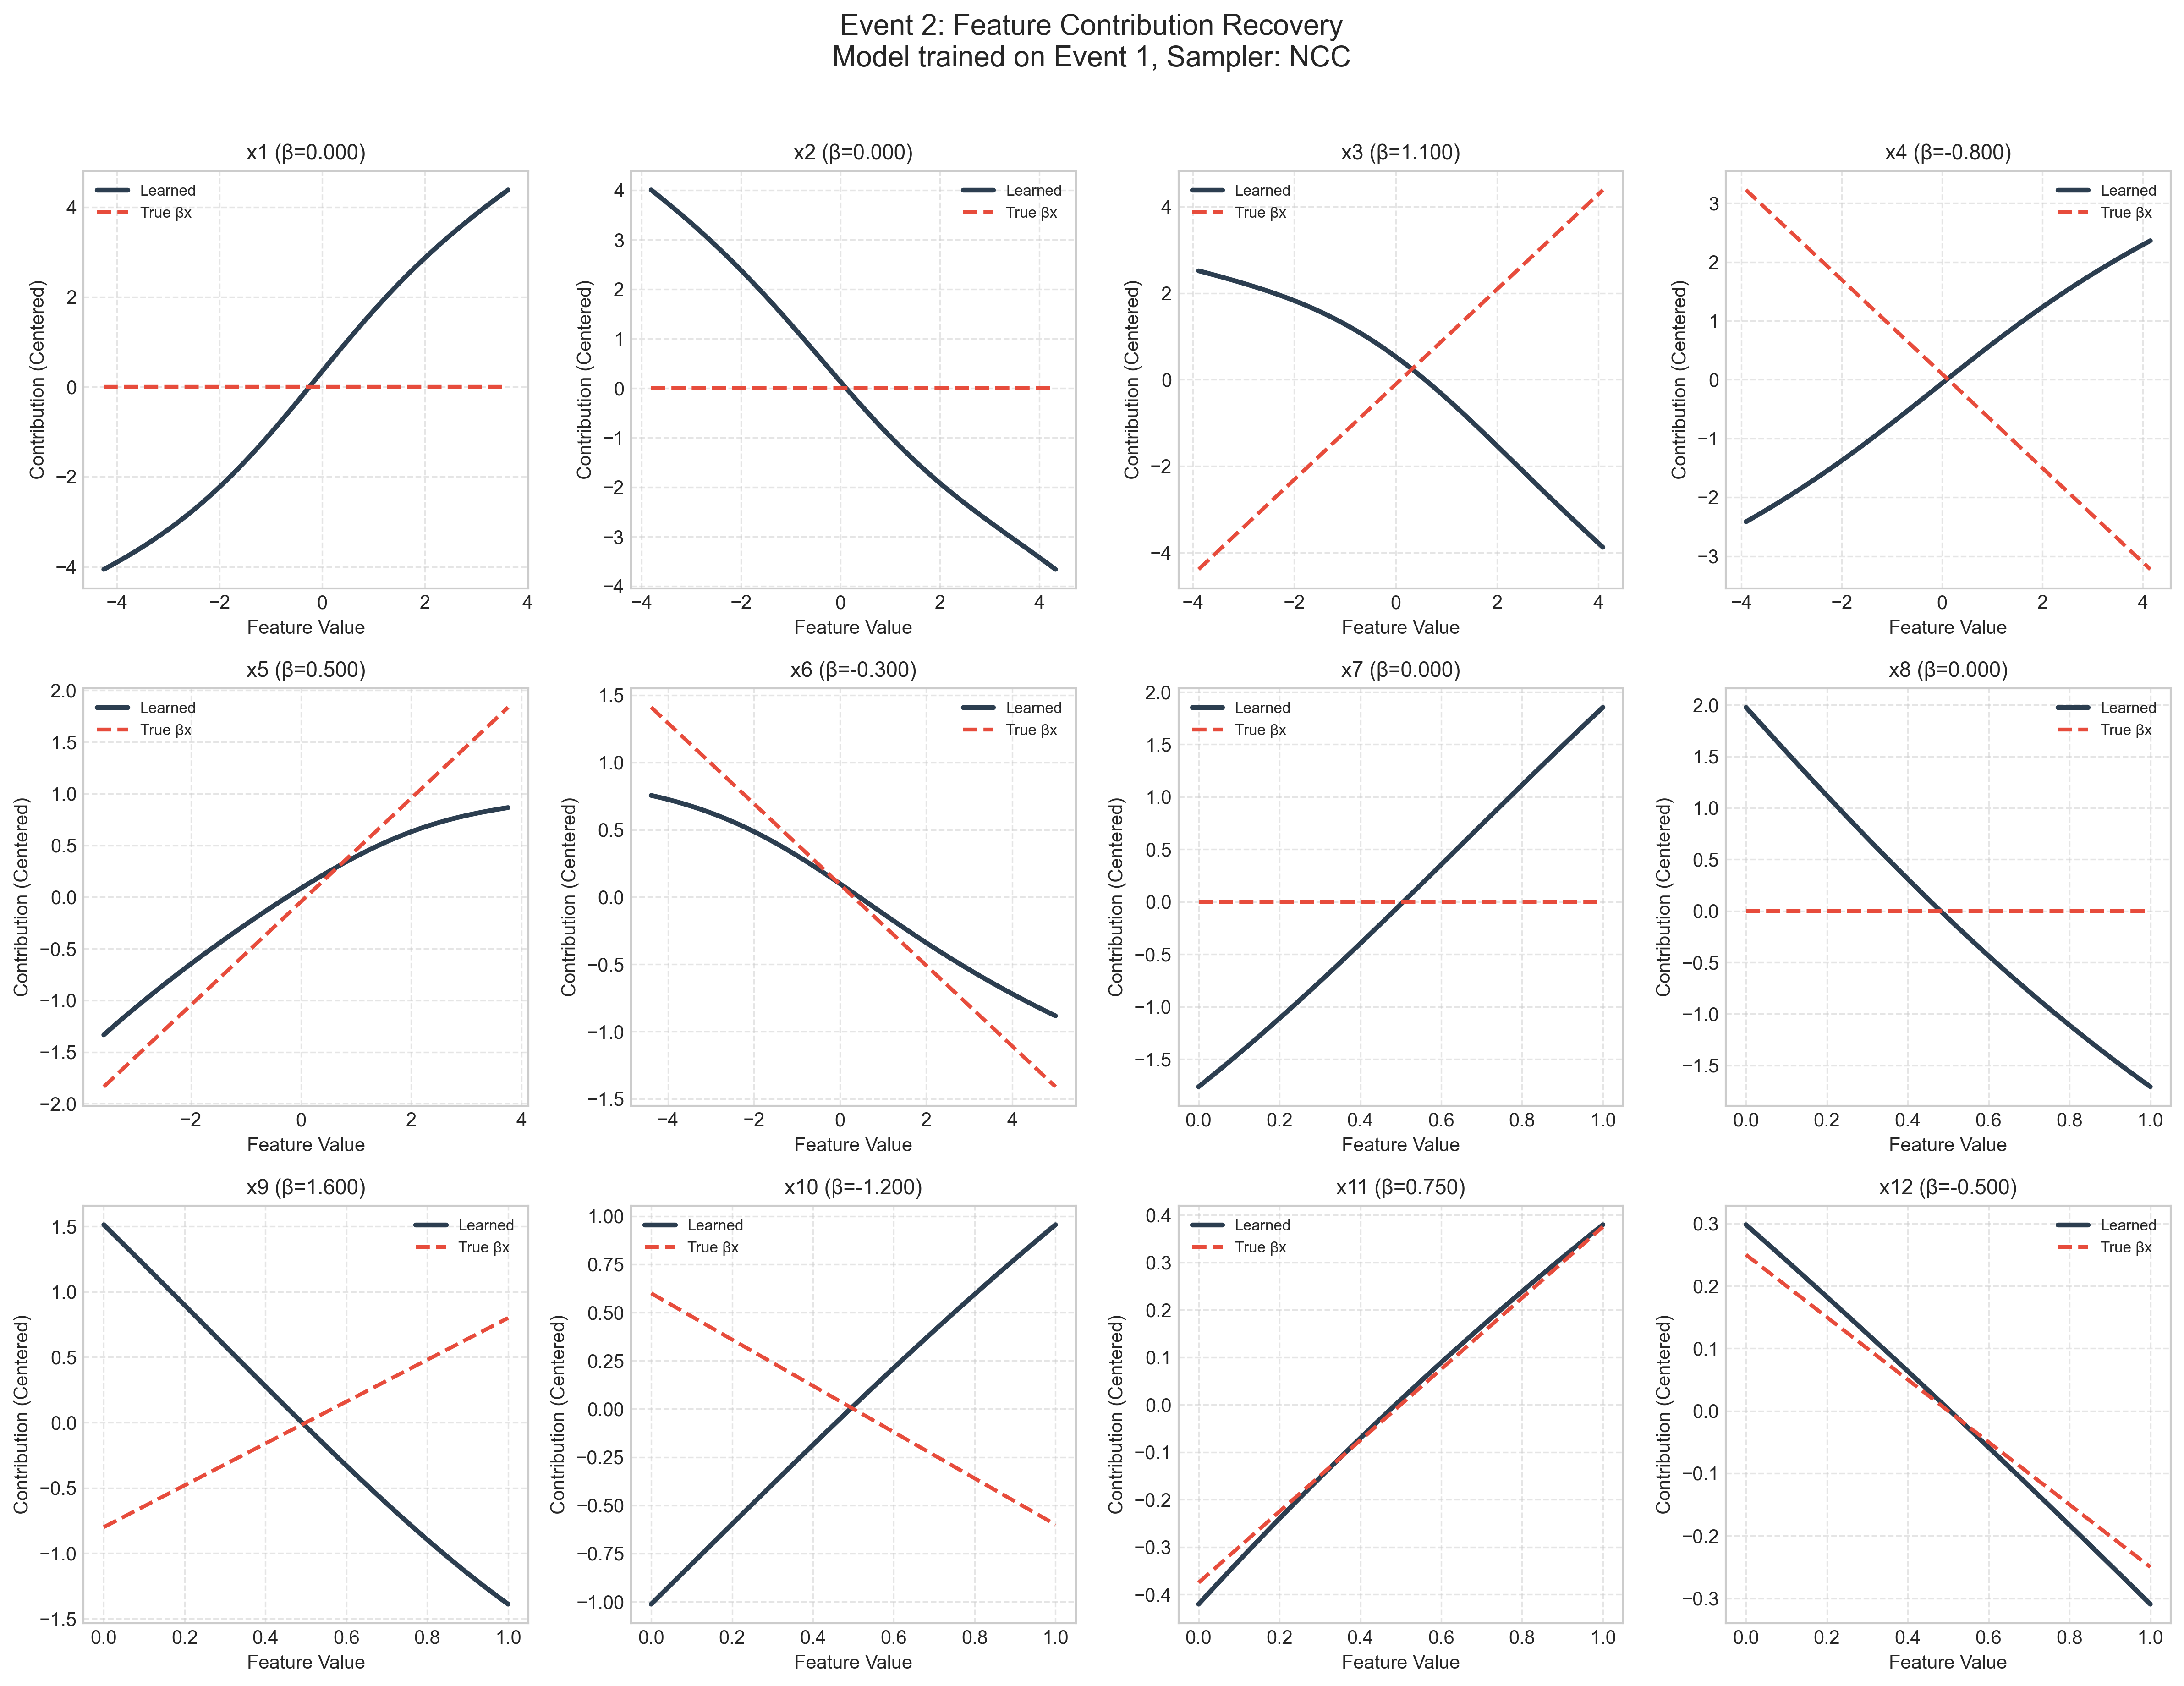 Event 2: Feature Contribution Recovery
Model trained on Event 1, Sampler: NCC
x1 (β=0.000)
Learned
True βx
Contribution (Centered)
4
2
0
−2
−4
−4 −2 0 2 4
Feature Value
x2 (β=0.000)
Learned
True βx
Contribution (Centered)
4
3
2
1
0
−1
−2
−3
−4
−4 −2 0 2 4
Feature Value
x3 (β=1.100)
Learned
True βx
Contribution (Centered)
4
2
0
−2
−4
−4 −2 0 2 4
Feature Value
x4 (β=-0.800)
Learned
True βx
Contribution (Centered)
3
2
1
0
−1
−2
−3
−4 −2 0 2 4
Feature Value
x5 (β=0.500)
Learned
True βx
Contribution (Centered)
2.0
1.5
1.0
0.5
0.0
−0.5
−1.0
−1.5
−2.0
−2 0 2 4
Feature Value
x6 (β=-0.300)
Learned
True βx
Contribution (Centered)
1.5
1.0
0.5
0.0
−0.5
−1.0
−1.5
−4 −2 0 2 4
Feature Value
x7 (β=0.000)
Learned
True βx
Contribution (Centered)
2.0
1.5
1.0
0.5
0.0
−0.5
−1.0
−1.5
0.0 0.2 0.4 0.6 0.8 1.0
Feature Value
x8 (β=0.000)
Learned
True βx
Contribution (Centered)
2.0
1.5
1.0
0.5
0.0
−0.5
−1.0
−1.5
0.0 0.2 0.4 0.6 0.8 1.0
Feature Value
x9 (β=1.600)
Learned
True βx
Contribution (Centered)
1.5
1.0
0.5
0.0
−0.5
−1.0
−1.5
0.0 0.2 0.4 0.6 0.8 1.0
Feature Value
x10 (β=-1.200)
Learned
True βx
Contribution (Centered)
1.00
0.75
0.50
0.25
0.00
−0.25
−0.50
−0.75
−1.00
0.0 0.2 0.4 0.6 0.8 1.0
Feature Value
x11 (β=0.750)
Learned
True βx
Contribution (Centered)
0.4
0.3
0.2
0.1
0.0
−0.1
−0.2
−0.3
−0.4
0.0 0.2 0.4 0.6 0.8 1.0
Feature Value
x12 (β=-0.500)
Learned
True βx
Contribution (Centered)
0.3
0.2
0.1
0.0
−0.1
−0.2
−0.3
0.0 0.2 0.4 0.6 0.8 1.0
Feature Value